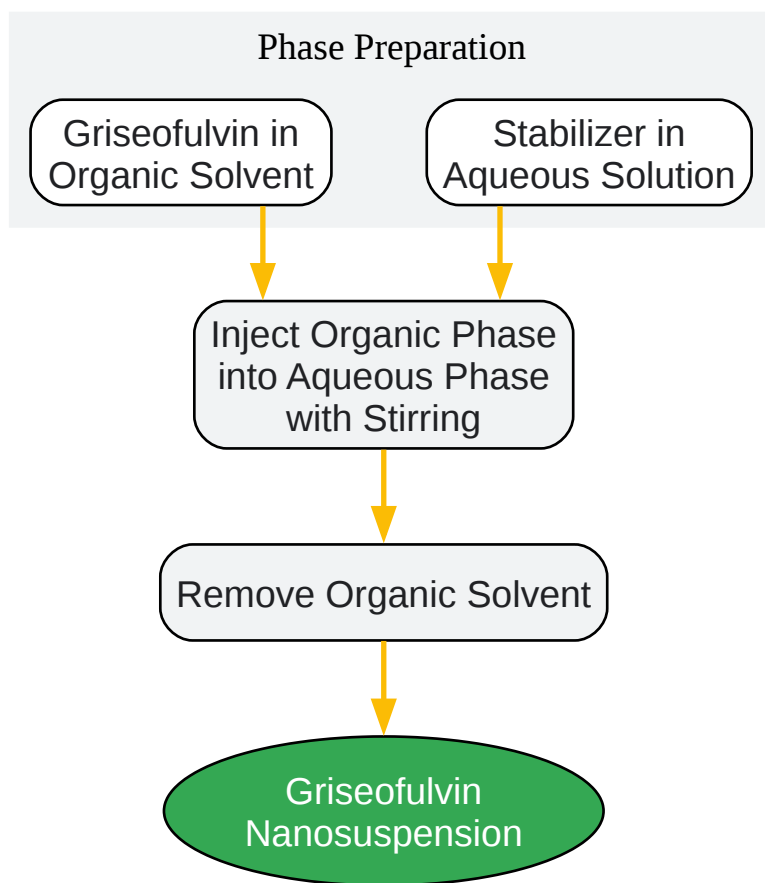 Phase Preparation
Griseofulvin in
Organic Solvent
Stabilizer in
Aqueous Solution
Inject Organic Phase
into Aqueous Phase
with Stirring
Remove Organic Solvent
Griseofulvin
Nanosuspension